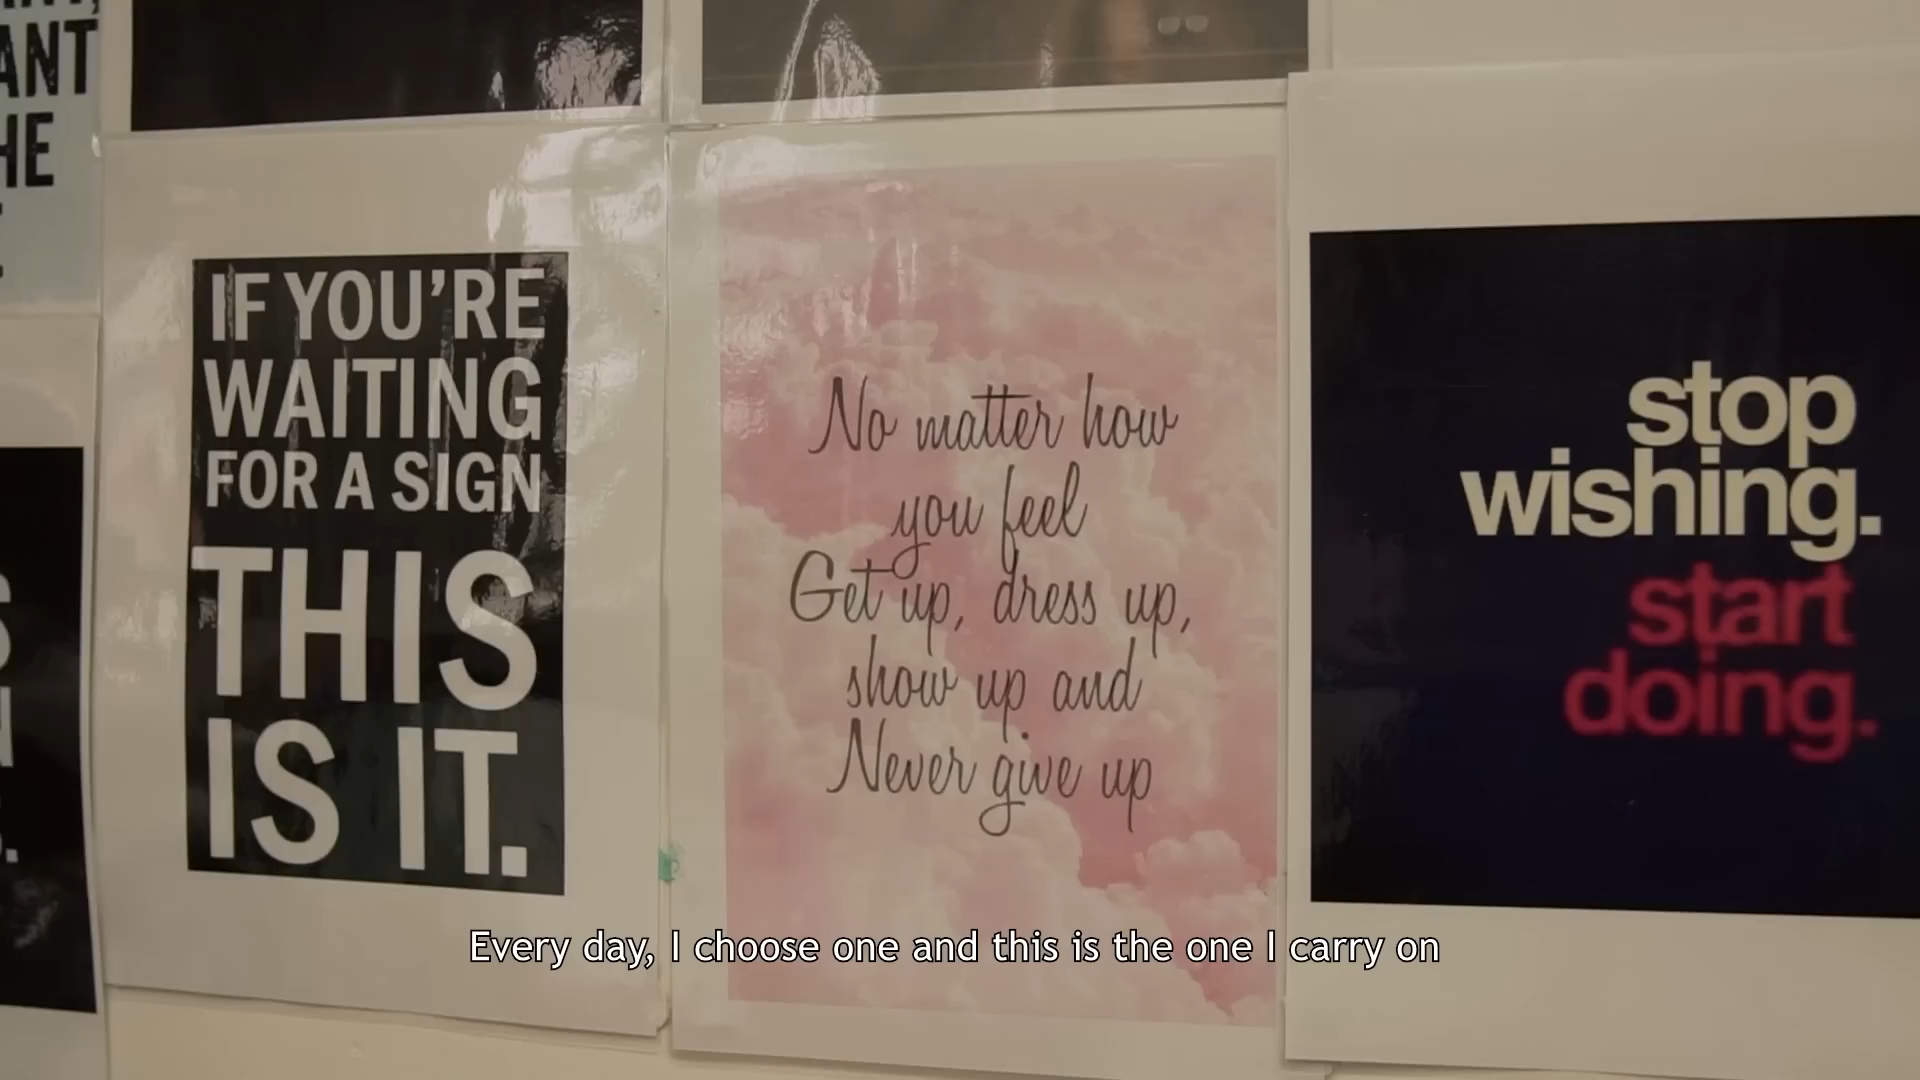 ANT
HE
IF YOU'RE
WAITING
FOR A SIGN
THIS
IS IT.
No matter how
you feel
Get up, dress up,
show up and
Never give up
stop
wishing.
start
doing.
Every day, I choose one and this is the one I carry on